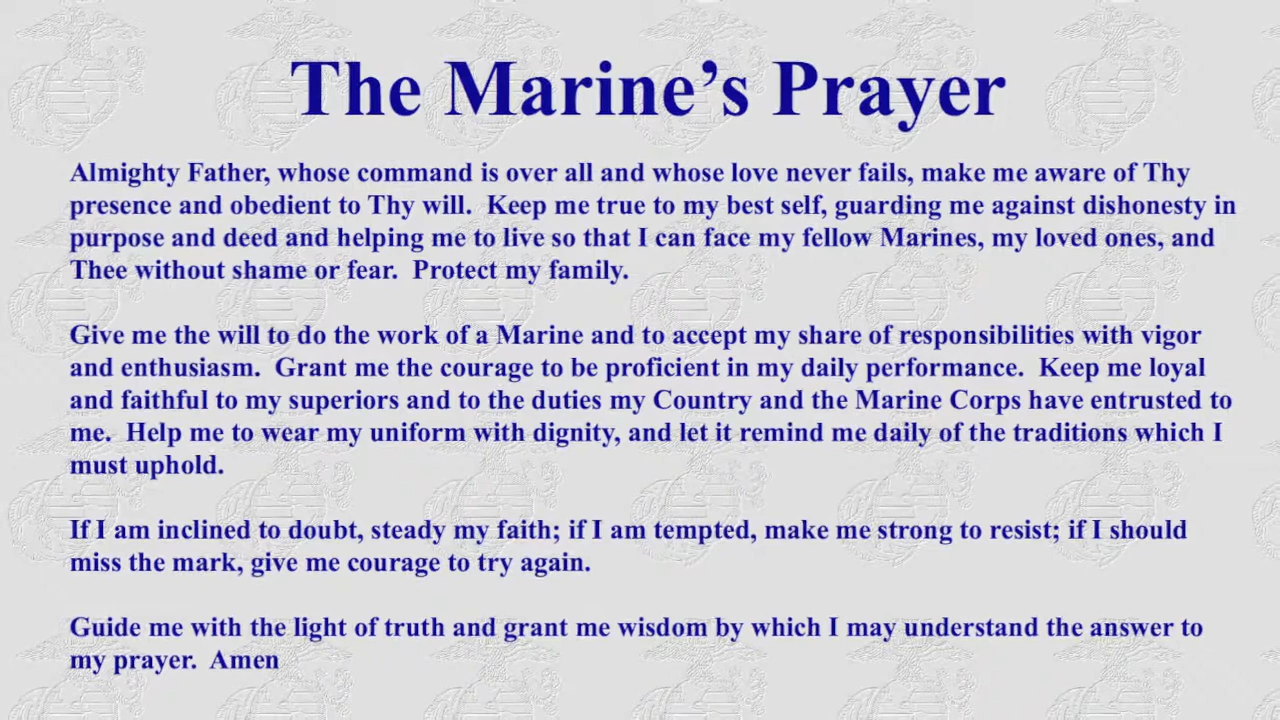 The Marine’s Prayer
Almighty Father, whose command is over all and whose love never fails, make me aware of Thy
presence and obedient to Thy will.  Keep me true to my best self, guarding me against dishonesty in
purpose and deed and helping me to live so that I can face my fellow Marines, my loved ones, and
Thee without shame or fear.  Protect my family.
Give me the will to do the work of a Marine and to accept my share of responsibilities with vigor
and enthusiasm.  Grant me the courage to be proficient in my daily performance.  Keep me loyal
and faithful to my superiors and to the duties my Country and the Marine Corps have entrusted to
me.  Help me to wear my uniform with dignity, and let it remind me daily of the traditions which I
must uphold.
If I am inclined to doubt, steady my faith; if I am tempted, make me strong to resist; if I should
miss the mark, give me courage to try again.
Guide me with the light of truth and grant me wisdom by which I may understand the answer to
my prayer.  Amen